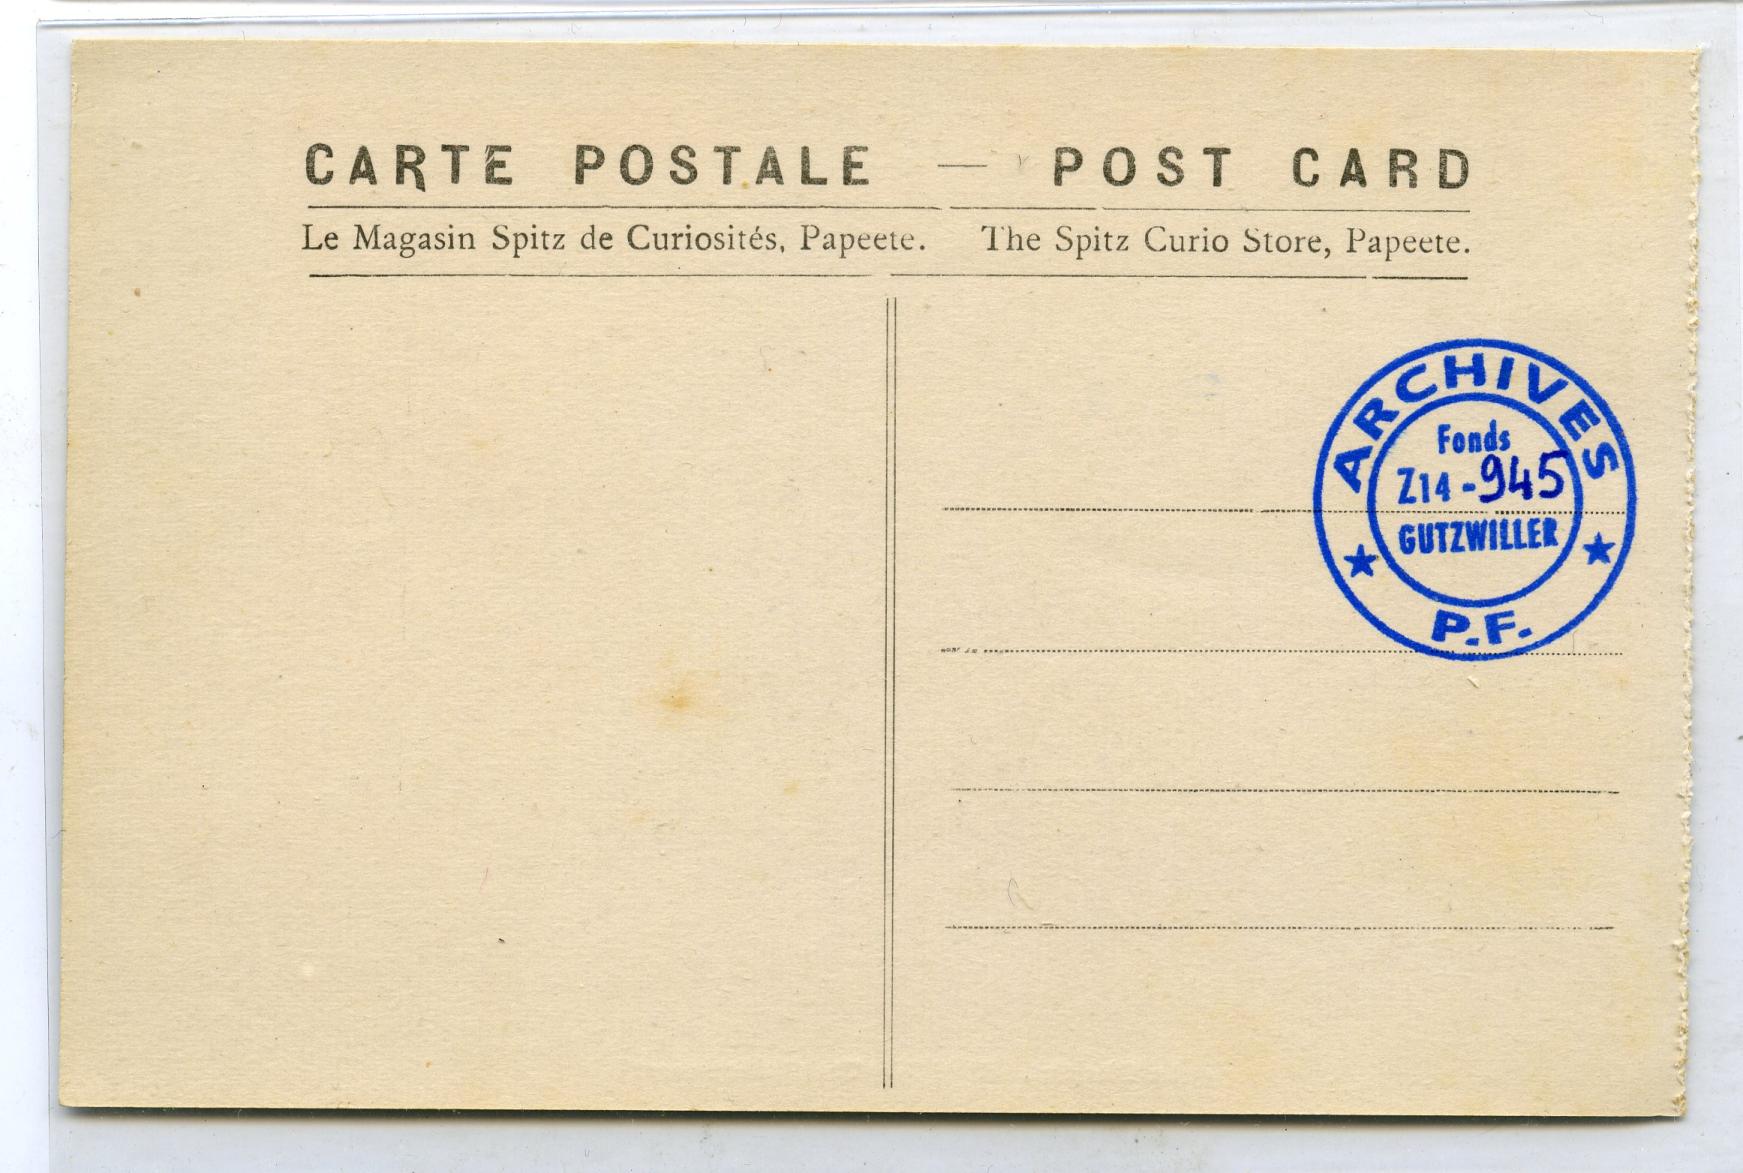 CARTE POSTALE — POST CARD
Le Magasin Spitz de Curiosités, Papeete. The Spitz Curio Store, Papeete.
ARCHIVES
Fonds
Z14-945
GUTZWILLER
P.F.